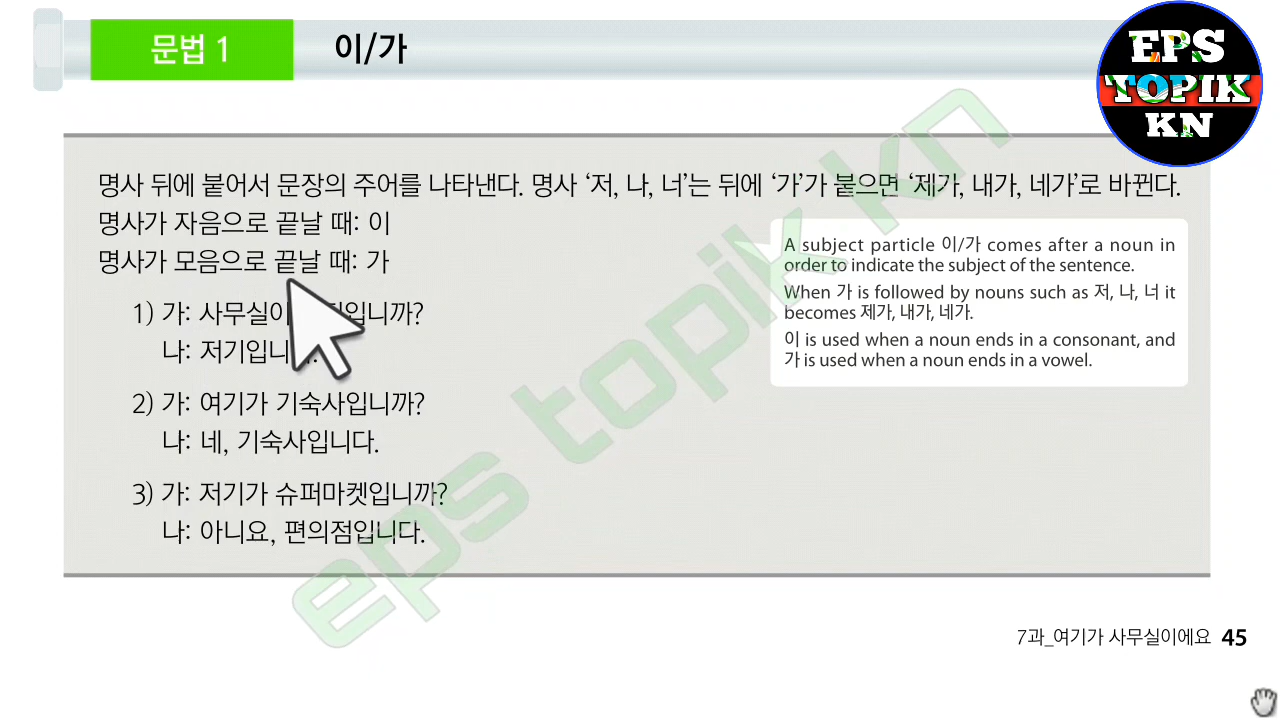 문법 1
이/가
EPS
TOPIK
KN
명사 뒤에 붙어서 문장의 주어를 나타낸다. 명사 ‘저, 나, 너’는 뒤에 ‘가’가 붙으면 ‘제가, 내가, 네가’로 바뀐다.
명사가 자음으로 끝날 때: 이
명사가 모음으로 끝날 때: 가
A subject particle 이/가 comes after a noun in
order to indicate the subject of the sentence.
When 가 is followed by nouns such as 저, 나, 너 it
becomes 제가, 내가, 네가.
이 is used when a noun ends in a consonant, and
가 is used when a noun ends in a vowel.
1) 가: 사무실이 입니까?
나: 저기입니
2) 가: 여기가 기숙사입니까?
나: 네, 기숙사입니다.
3) 가: 저기가 슈퍼마켓입니까?
나: 아니요, 편의점입니다.
eps topik kn
7과_여기가 사무실이에요 45